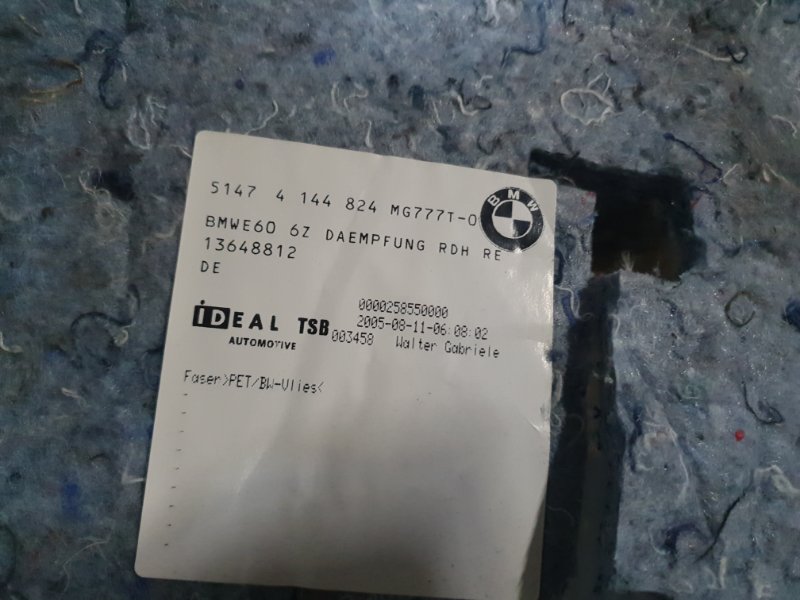 5147 4 144 824 MG777T-0
BMW
BMWE60 6Z DAEMPFUNG RDH RE
13648812
DE
iDEAL TSB
AUTOMOTIVE
0000258550000
2005-08-11-06:08:02
003458 Walter Gabriele
Faser>PET/BW-Vlies<